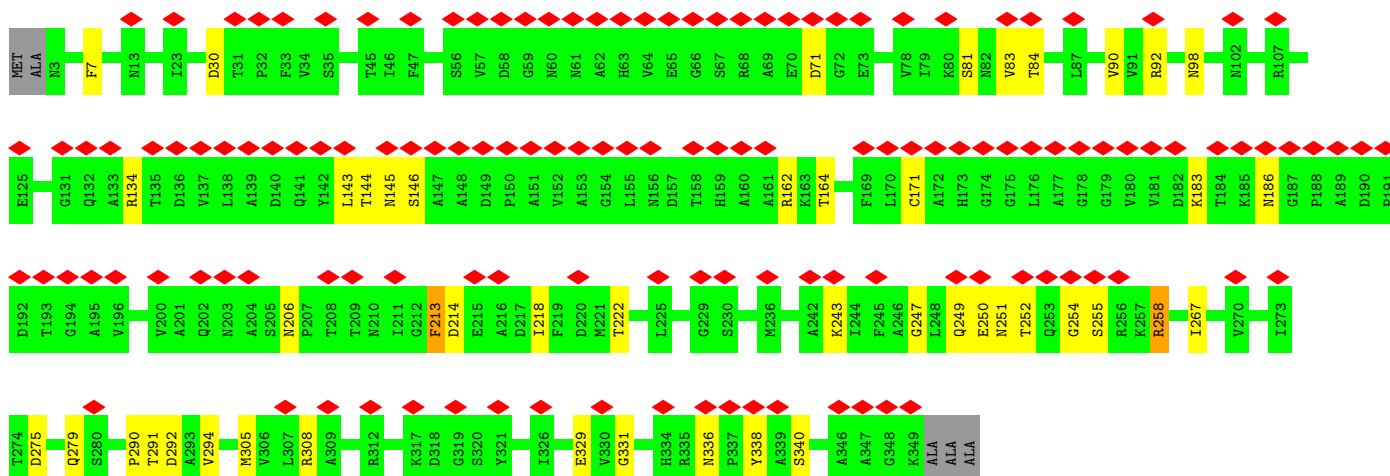 MET ALA N3 F7 N13 I23 D30 T31 P32 F33 V34 S35 T45 I46 F47 S56 V57 D58 G59 N60 N61 A62 H63 V64 E65 G66 S67 R68 A69 E70 D71 G72 E73 V78 I79 K80 S81 N82 V83 T84 L87 V90 V91 R92 N98 N102 R107
E125 G131 Q132 A133 R134 T135 D136 V137 L138 A139 D140 Q141 Y142 L143 T144 N145 S146 A147 A148 D149 P150 A151 V152 A153 G154 L155 N156 D157 T158 H159 A160 A161 R162 K163 T164 F169 L170 C171 A172 H173 G174 G175 L176 A177 G178 G179 V180 V181 D182 K183 T184 K185 N186 G187 P188 A189 D190 P191
D192 T193 G194 A195 V196 V200 A201 Q202 N203 A204 S205 N206 P207 T208 T209 N210 I211 G212 F213 D214 E215 A216 D217 I218 F219 D220 M221 T222 L225 G229 S230 M236 A242 K243 I244 F245 A246 G247 L248 Q249 E250 N251 T252 Q253 G254 S255 R256 K257 R258 I267 V270 I273
T274 D275 Q279 S280 P290 T291 D292 A293 V294 M305 V306 L307 R308 A309 R312 K317 D318 G319 S320 Y321 I326 E329 V330 G331 H334 R335 N336 P337 Y338 A339 S340 A346 A347 G348 K349 ALA ALA ALA